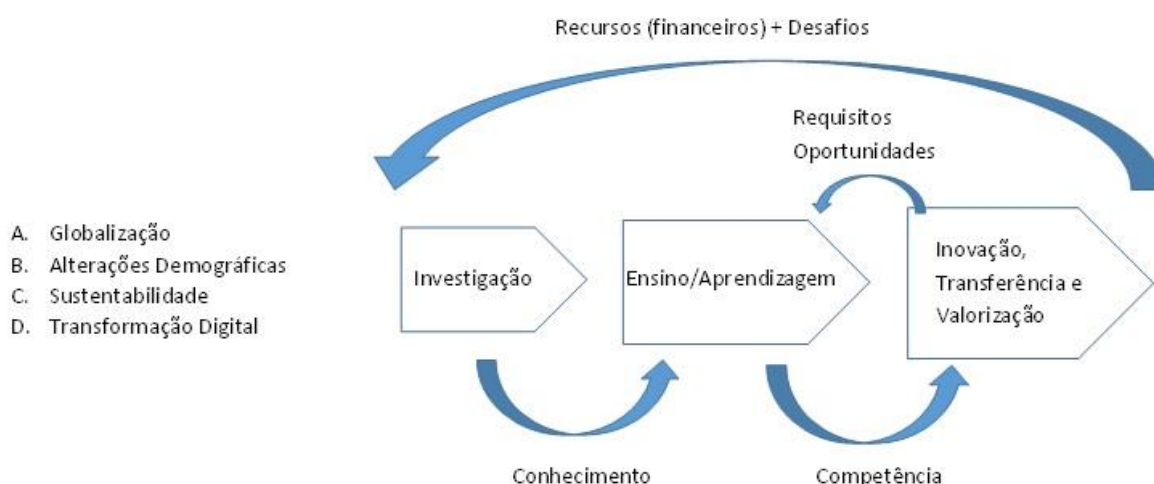 Recursos (financeiros) + Desafios
Requisitos
Oportunidades
A. Globalização
B. Alterações Demográficas
C. Sustentabilidade
D. Transformação Digital
Investigação
Ensino/Aprendizagem
Inovação,
Transferência e
Valorização
Conhecimento
Competência